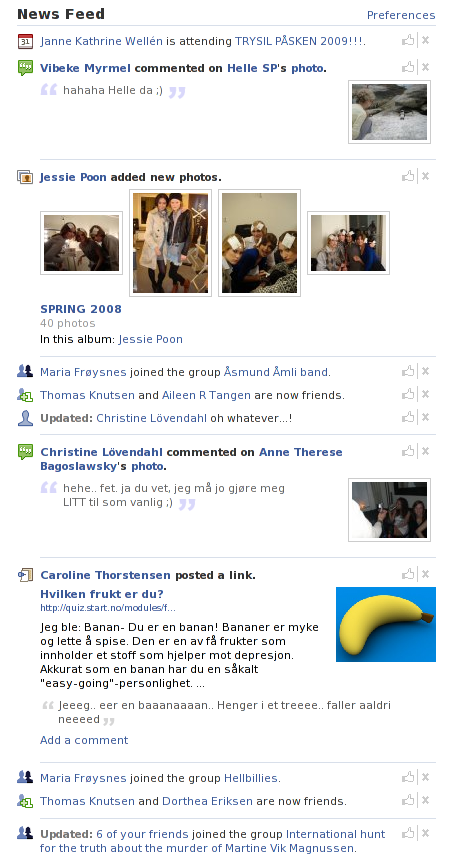 News Feed
Preferences
31
Janne Kathrine Wellén is attending TRYSIL PÅSKEN 2009!!!.
Vibeke Myrmel commented on Helle SP's photo.
“ hahaha Helle da ;) ”
Jessie Poon added new photos.
SPRING 2008
40 photos
In this album: Jessie Poon
Maria Frøysnes joined the group Åsmund Åmli band.
Thomas Knutsen and Aileen R Tangen are now friends.
Updated: Christine Lövendahl oh whatever...!
Christine Lövendahl commented on Anne Therese
Bagoslawsky's photo.
“ hehe.. fet. ja du vet, jeg må jo gjøre meg
LITT til som vanlig ;) ”
Caroline Thorstensen posted a link.
Hvilken frukt er du?
http://quiz.start.no/modules/f...
Jeg ble: Banan- Du er en banan! Bananer er myke
og lette å spise. Den er en av få frukter som
innholder et stoff som hjelper mot depresjon.
Akkurat som en banan har du en såkalt
"easy-going"-personlighet. ...
“ Jeeeg.. eer en baaanaaaan.. Henger i et treeee.. faller aaldri
neeeed ”
Add a comment
Maria Frøysnes joined the group Hellbillies.
Thomas Knutsen and Dorthea Eriksen are now friends.
Updated: 6 of your friends joined the group International hunt
for the truth about the murder of Martine Vik Magnussen.